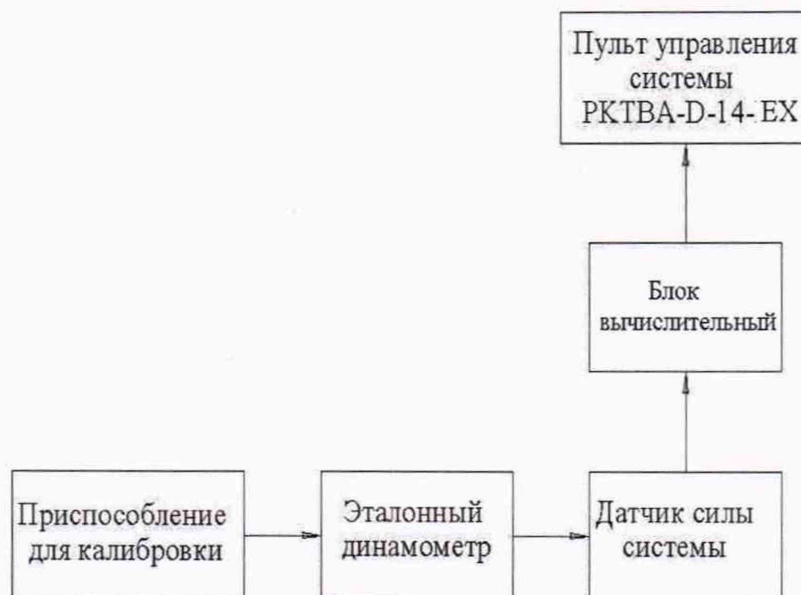 Пульт управления
системы
PKTBA-D-14- EX
Блок
вычислительный
Приспособление
для калибровки
Эталонный
динамометр
Датчик силы
системы